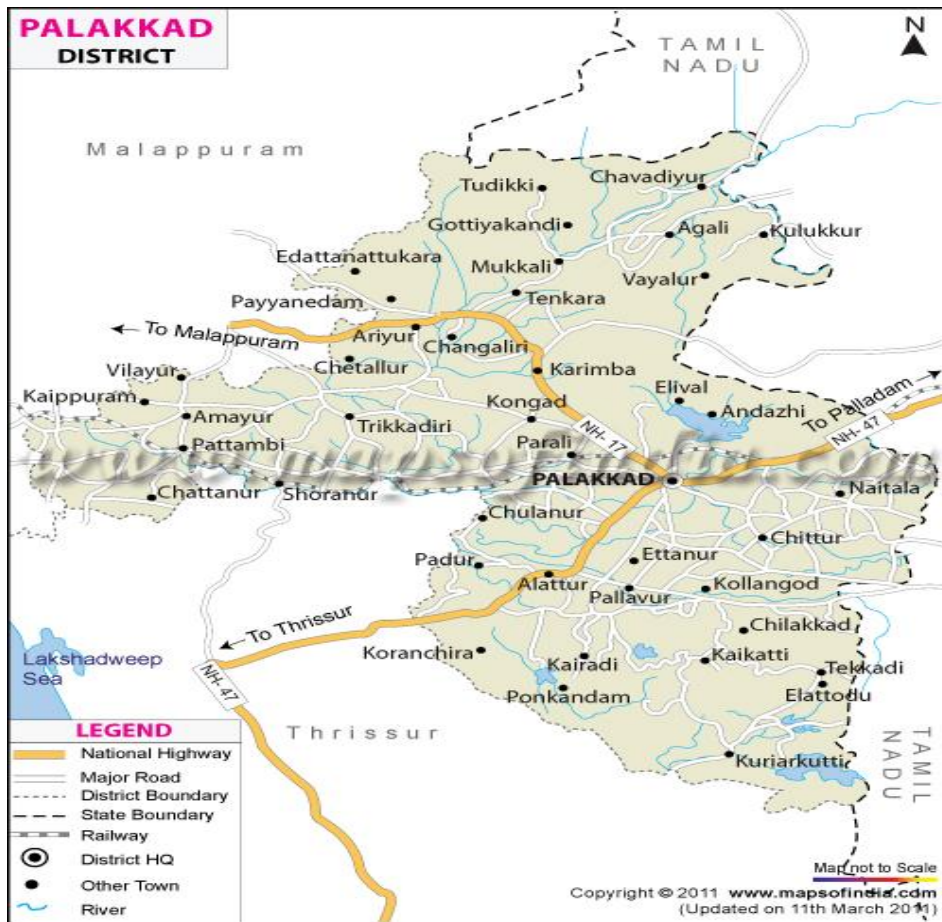 PALAKKAD
DISTRICT
N
TAMIL
NADU
Malappuram
Chavadiyur
Tudikki
Gottiyakandi
Agali
Kulukkur
Edattanattukara
Mukkali
Vayalur
Payyanedam
Tenkara
To Malappuram
Ariyur
Changaliri
Chetallur
Vilayur
Karimba
Elival
Kaippuram
Kongad
Andazhi
To Palladam
Amayur
Trikkadiri
NH- 17
NH- 47
Pattambi
Parali
www.mapsofindia.com
PALAKKAD
Chattanur
Shoranur
Naitala
Chulanur
Chittur
Padur
Ettanur
Alattur
Pallavur
Kollangod
To Thrissur
Chilakkad
Koranchira
Kairadi
Kaikatti
Tekkadi
Lakshadweep
Sea
NH- 47
Ponkandam
Elattodu
Thrissur
Kuriarkutti
TAMIL
NADU
LEGEND
National Highway
Major Road
District Boundary
State Boundary
Railway
District HQ
Other Town
River
Map not to Scale
Copyright © 2011 www.mapsofindia.com
(Updated on 11th March 2011)